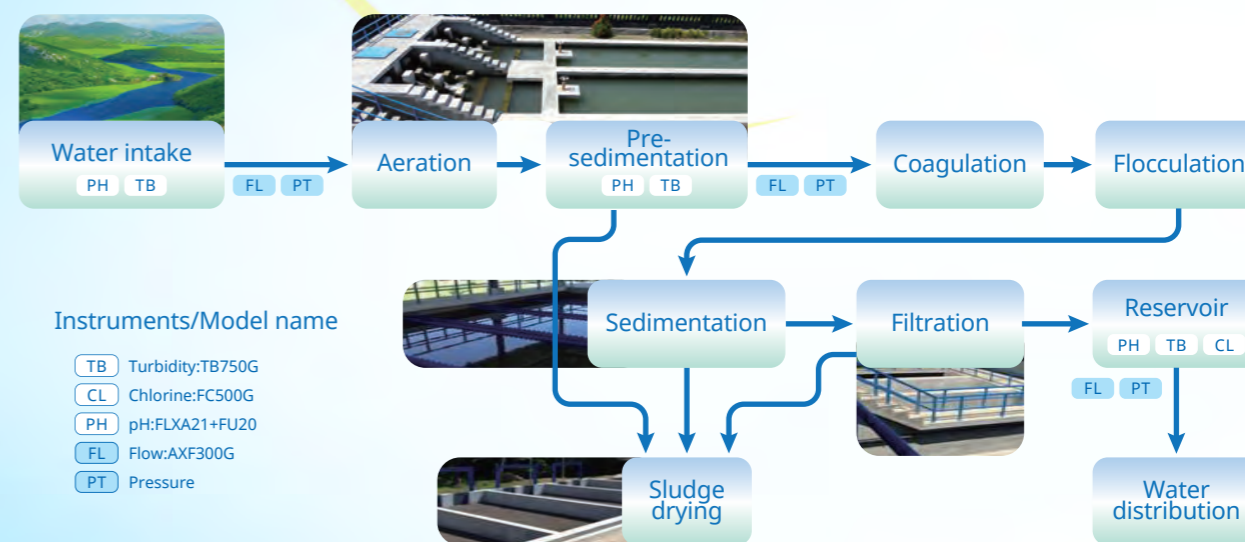 Water intake
PH TB
FL PT
Aeration
Pre-
sedimentation
PH TB
FL PT
Coagulation
Flocculation
Sedimentation
Filtration
Reservoir
PH TB CL
FL PT
Instruments/Model name
TB Turbidity:TB750G
CL Chlorine:FC500G
PH pH:FLXA21+FU20
FL Flow:AXF300G
PT Pressure
Sludge
drying
Water
distribution